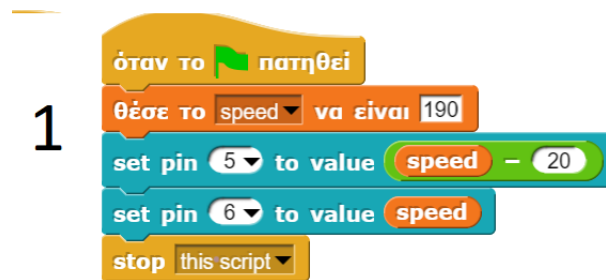 1
όταν το πατηθεί
θέσε το speed να είναι 190
set pin 5 to value speed - 20
set pin 6 to value speed
stop this script